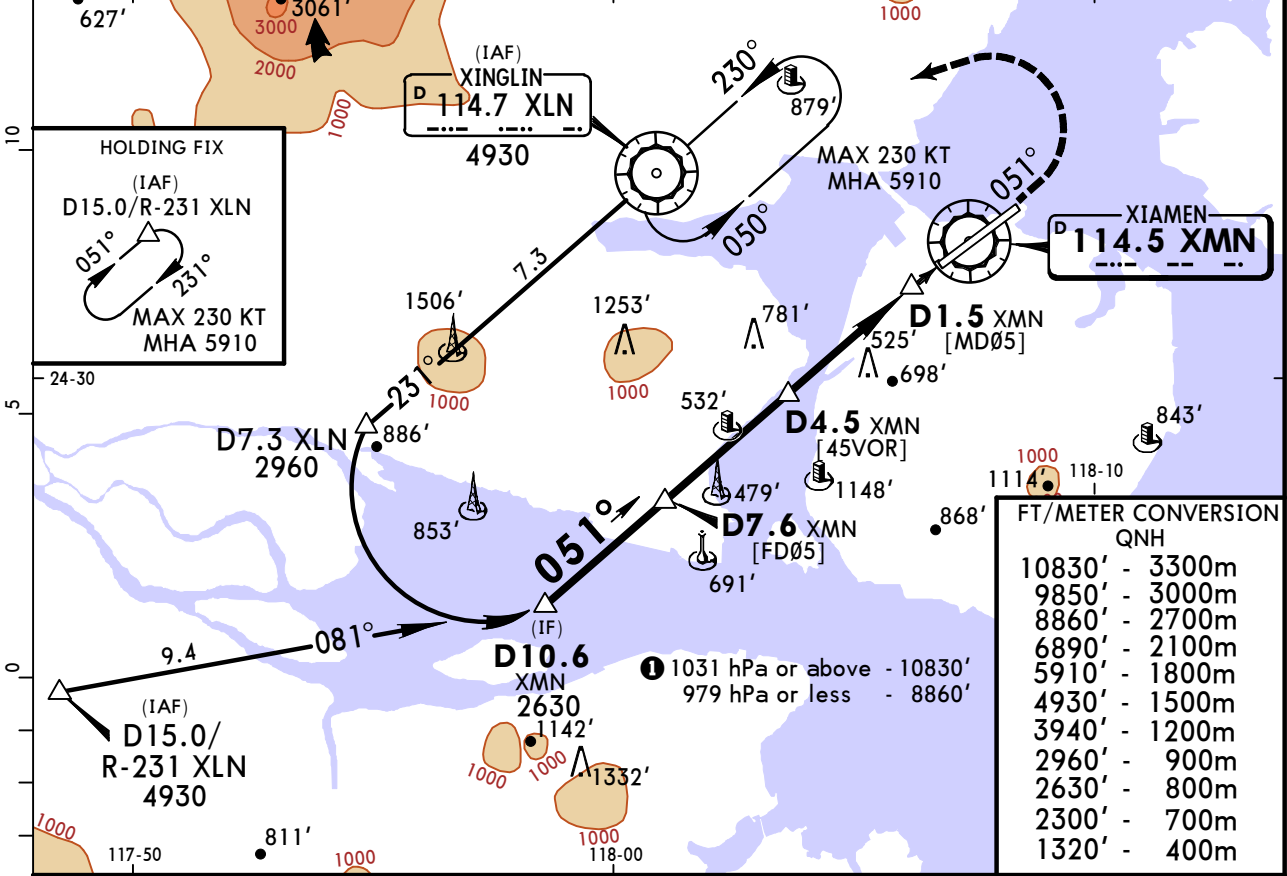 627′
3000
3061′
2000
1000
1000
(IAF)
XINGLIN
D 114.7 XLN
4930
230°
879′
MAX 230 KT
MHA 5910
050°
051°
XIAMEN
D 114.5 XMN
10
HOLDING FIX
(IAF)
D15.0/R-231 XLN
051°
231°
MAX 230 KT
MHA 5910
7.3
1506′
1000
1253′
1000
781′
D1.5 XMN
[MDØ5]
525′
698′
24-30
5
231°
D7.3 XLN
2960
886′
532′
D4.5 XMN
[45VOR]
843′
1000
1114′
118-10
853′
479′
1148′
051°
D7.6 XMN
[FDØ5]
868′
691′
FT/METER CONVERSION
QNH
10830′ - 3300m
9850′ - 3000m
8860′ - 2700m
6890′ - 2100m
5910′ - 1800m
4930′ - 1500m
3940′ - 1200m
2960′ - 900m
2630′ - 800m
2300′ - 700m
1320′ - 400m
0
9.4
081°
(IF)
D10.6
XMN
2630
1 1031 hPa or above - 10830′
979 hPa or less - 8860′
(IAF)
D15.0/
R-231 XLN
4930
1142′
1000
1000
1332′
1000
1000
811′
117-50
1000
118-00